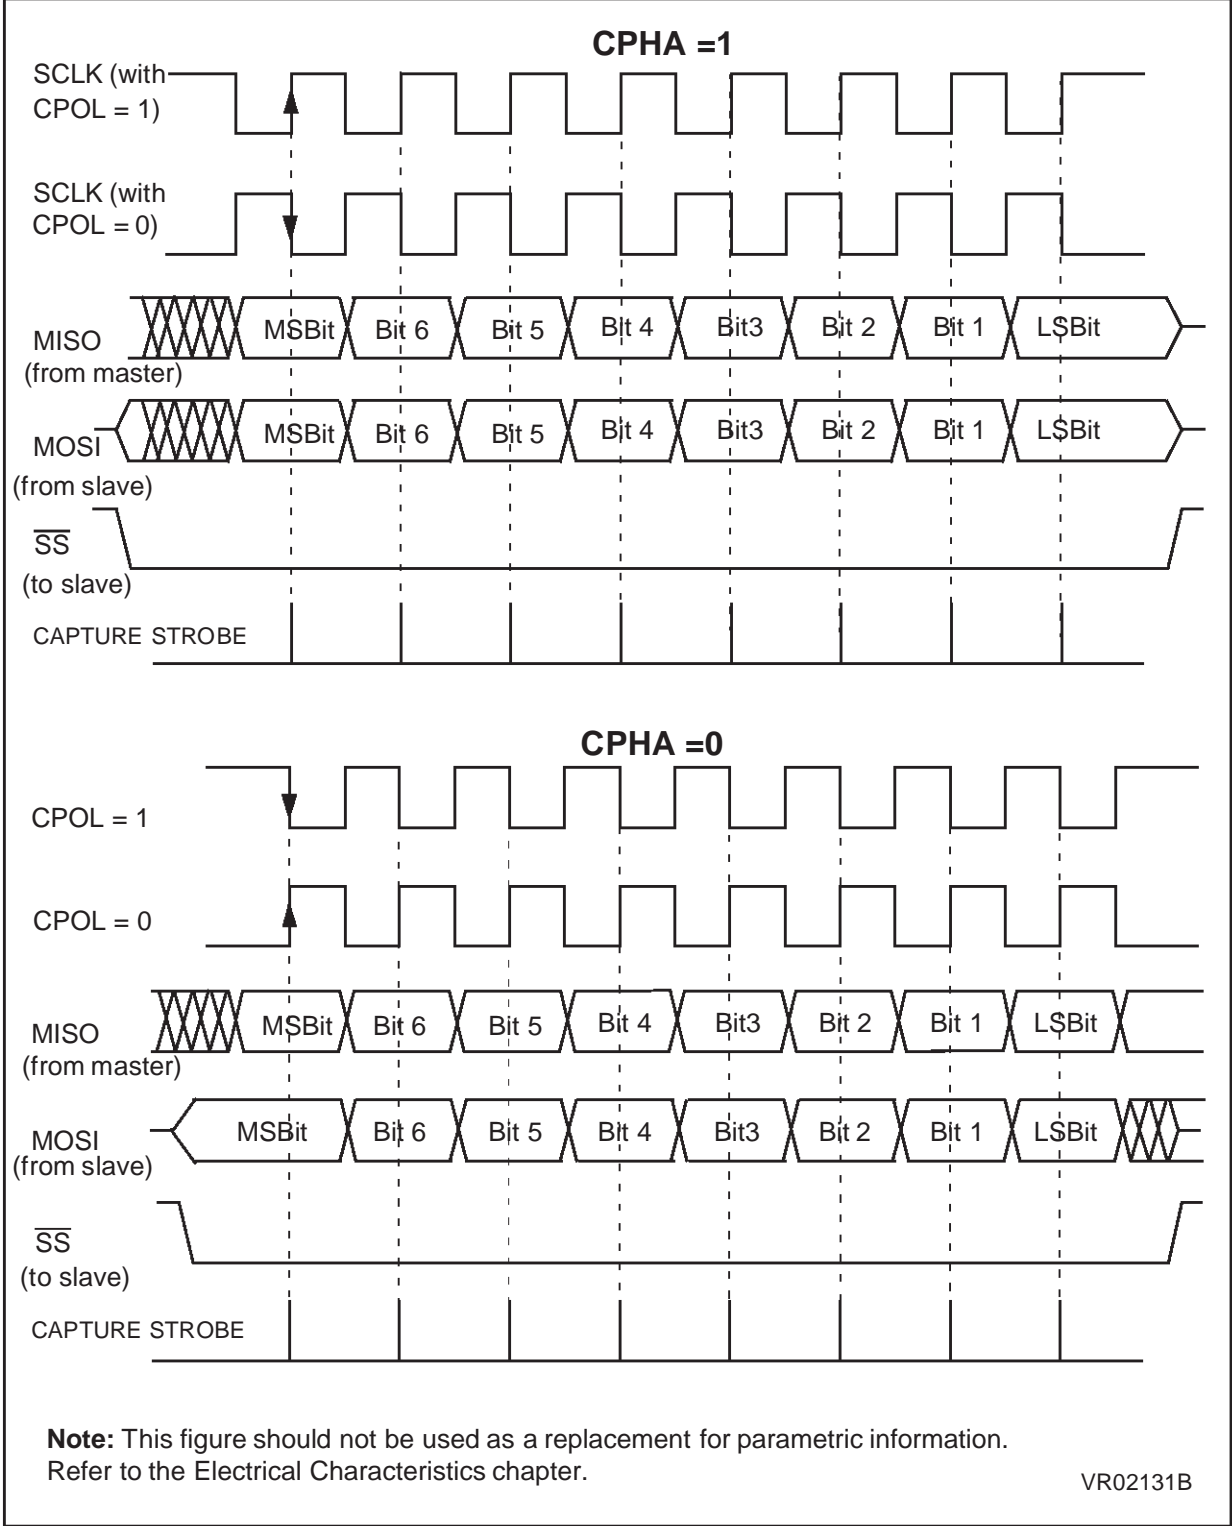 CPHA =1
SCLK (with
CPOL = 1)
SCLK (with
CPOL = 0)
MISO
(from master)
MSBit Bit 6 Bit 5 Bit 4 Bit3 Bit 2 Bit 1 LSBit
MOSI
(from slave)
MSBit Bit 6 Bit 5 Bit 4 Bit3 Bit 2 Bit 1 LSBit
SS
(to slave)
CAPTURE STROBE
CPHA =0
CPOL = 1
CPOL = 0
MISO
(from master)
MSBit Bit 6 Bit 5 Bit 4 Bit3 Bit 2 Bit 1 LSBit
MOSI
(from slave)
MSBit Bit 6 Bit 5 Bit 4 Bit3 Bit 2 Bit 1 LSBit
SS
(to slave)
CAPTURE STROBE
Note: This figure should not be used as a replacement for parametric information.
Refer to the Electrical Characteristics chapter.
VR02131B